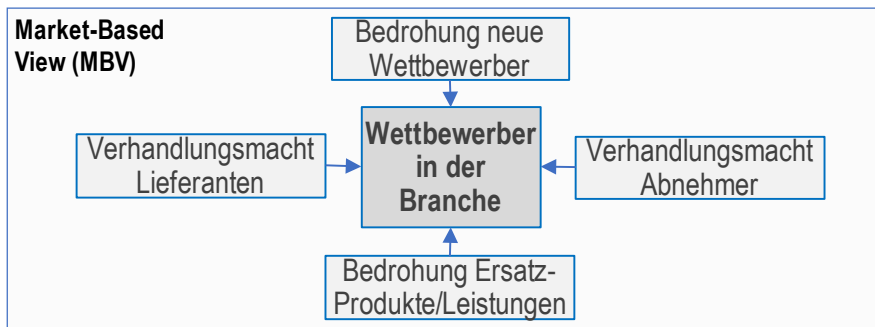 Market-Based
View (MBV)
Bedrohung neue
Wettbewerber
Verhandlungsmacht
Lieferanten
Wettbewerber
in der
Branche
Verhandlungsmacht
Abnehmer
Bedrohung Ersatz-
Produkte/Leistungen